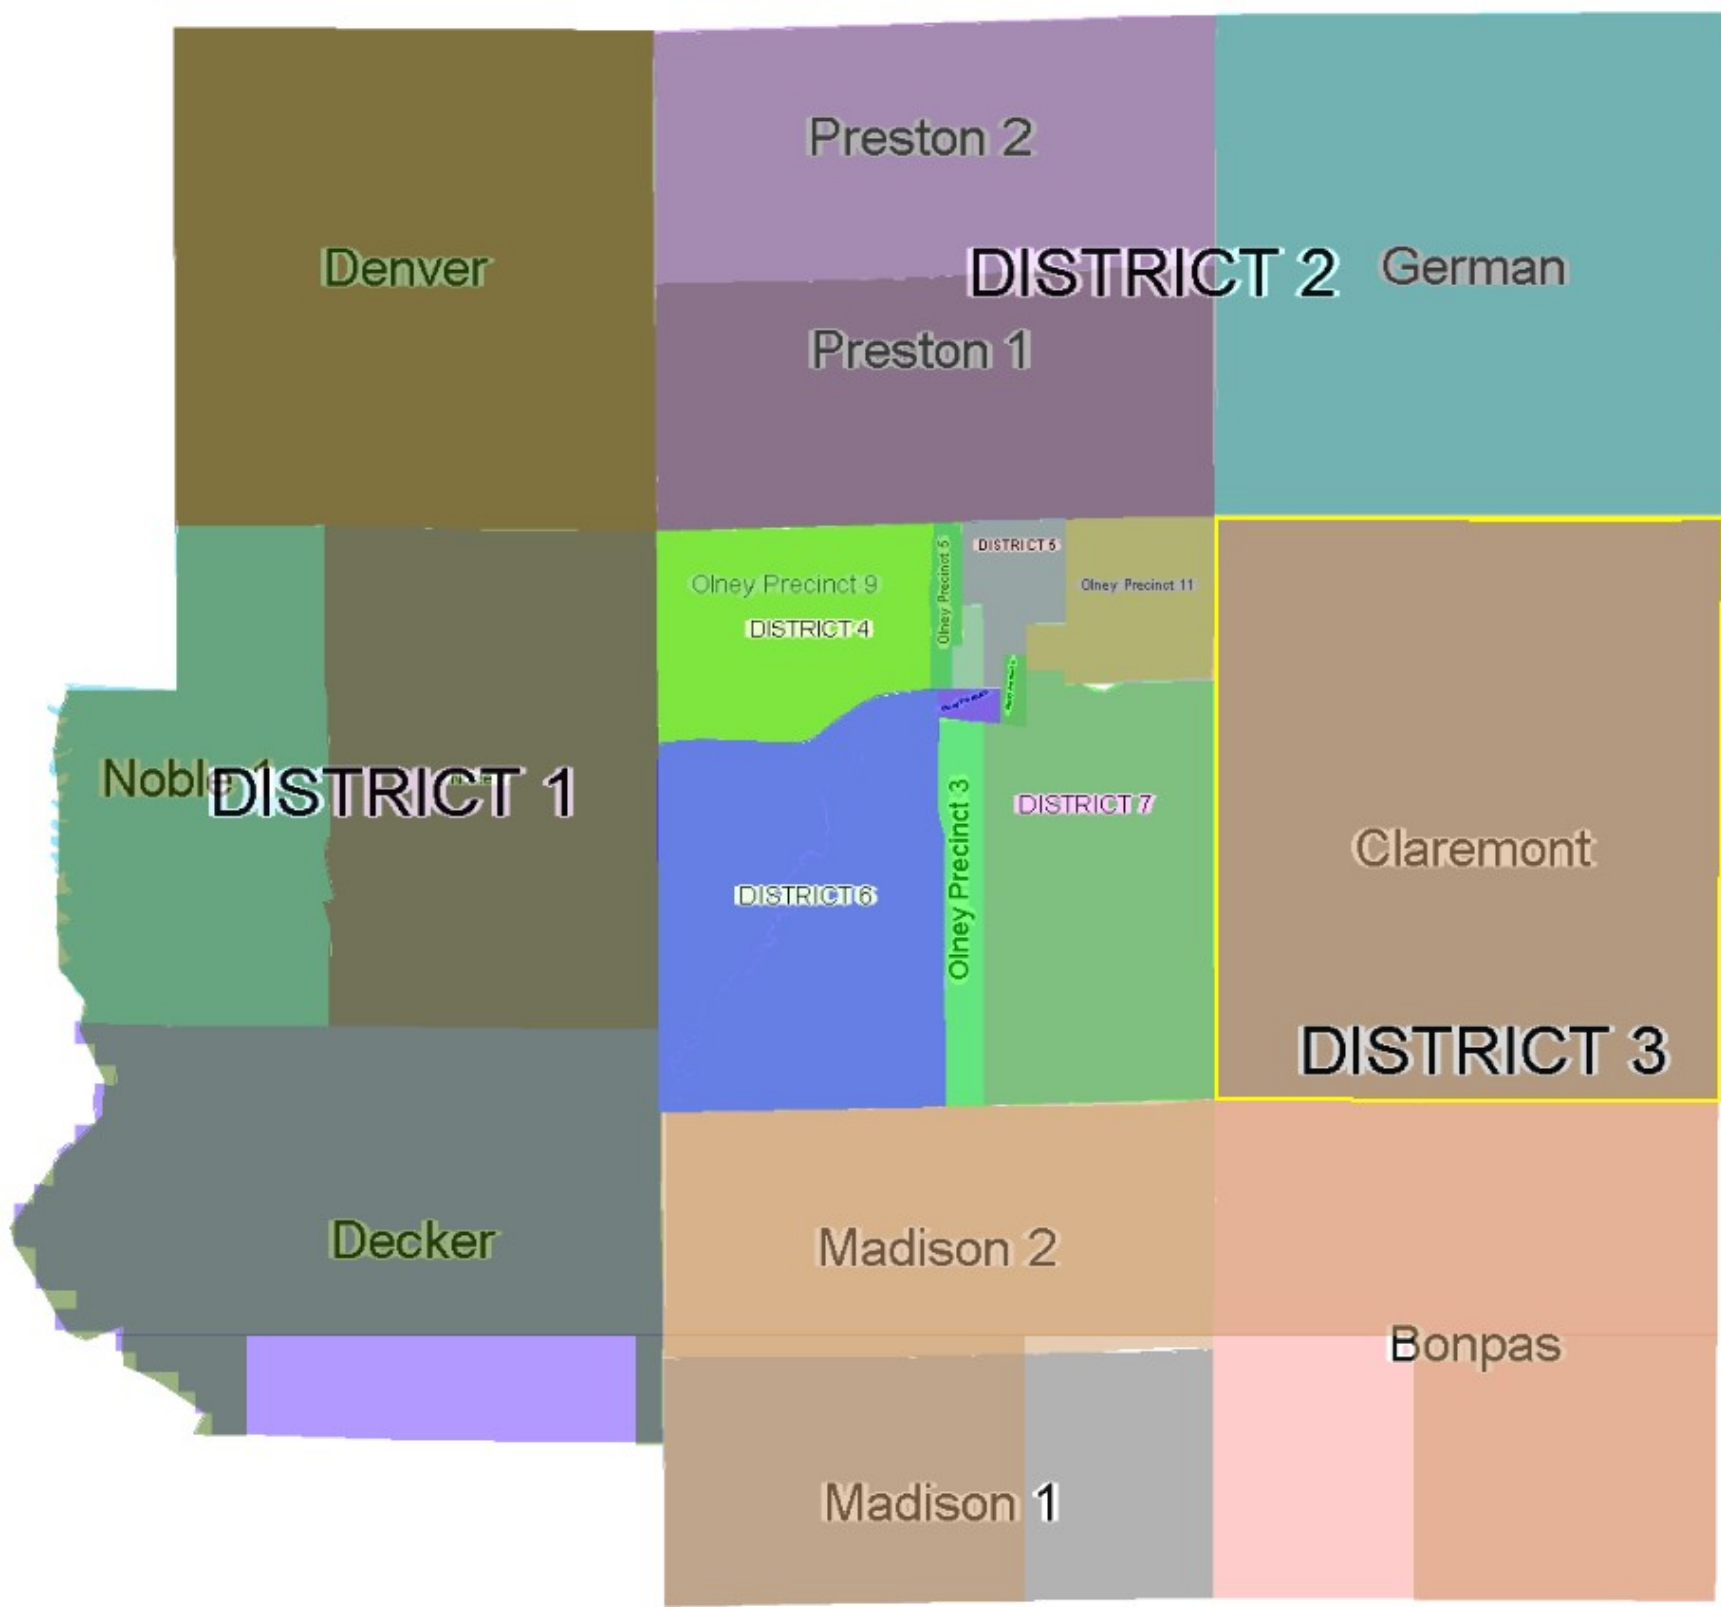 Preston 2
Denver
DISTRICT 2
German
Preston 1
DISTRICT 5
Olney Precinct 9
Olney Precinct 5
Olney Precinct 11
DISTRICT 4
Noble 1
DISTRICT 1
DISTRICT 7
Olney Precinct 3
Claremont
DISTRICT 6
DISTRICT 3
Decker
Madison 2
Bonpas
Madison 1